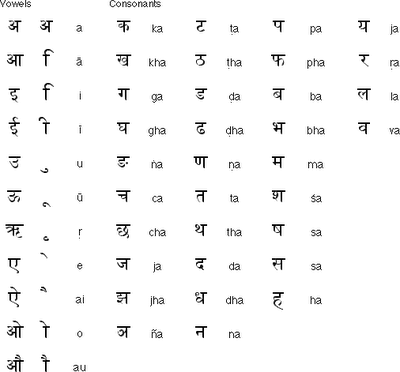 Vowels Consonants
अ अ a क ka ट ṭa प pa य ja
आ ि ā ख kha ठ ṭha फ pha र ṛa
इ ि i ग ga ड ḍa ब ba ल la
ई ी ī घ gha ढ ḍha भ bha व va
उ ु u ङ ṅa ण ṇa म ma
ऊ ू ū च ca त ta श śa
ऋ ृ ṛ छ cha थ tha ष sa
ए े e ज ja द da स sa
ऐ ै ai झ jha ध dha ह ha
ओ ो o ञ ña न na
औ ौ au